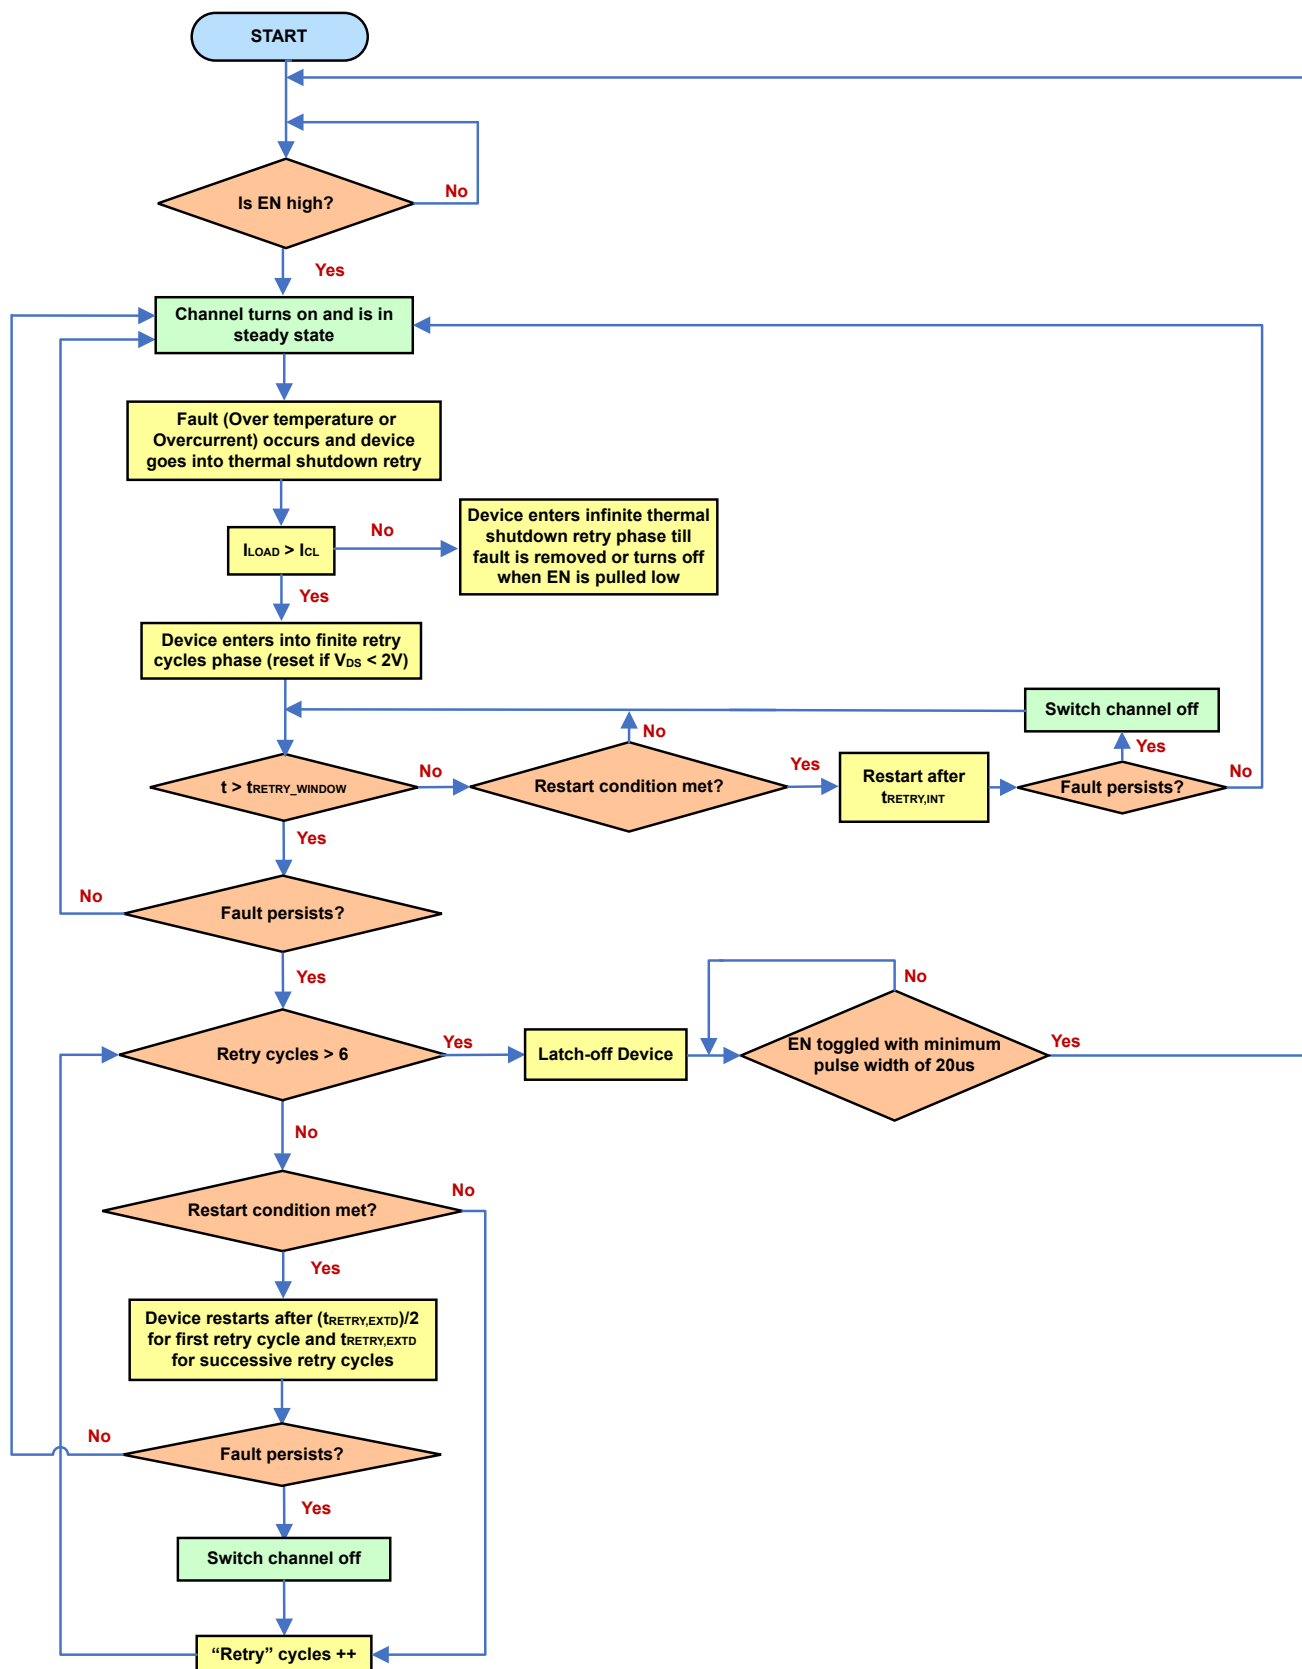 START
Is EN high?
No
Yes
Channel turns on and is in
steady state
Fault (Over temperature or
Overcurrent) occurs and device
goes into thermal shutdown retry
ILOAD > ICL
No
Device enters infinite thermal
shutdown retry phase till
fault is removed or turns off
when EN is pulled low
Yes
Device enters into finite retry
cycles phase (reset if VDS < 2V)
Switch channel off
No
Yes
t > tRETRY_WINDOW
No
Restart condition met?
Yes
Restart after
tRETRY,INT
Fault persists?
No
Yes
No
Fault persists?
Yes
No
Retry cycles > 6
Yes
Latch-off Device
EN toggled with minimum
pulse width of 20us
Yes
No
Restart condition met?
No
Yes
Device restarts after (tRETRY,EXTD)/2
for first retry cycle and tRETRY,EXTD
for successive retry cycles
No
Fault persists?
Yes
Switch channel off
“Retry” cycles ++